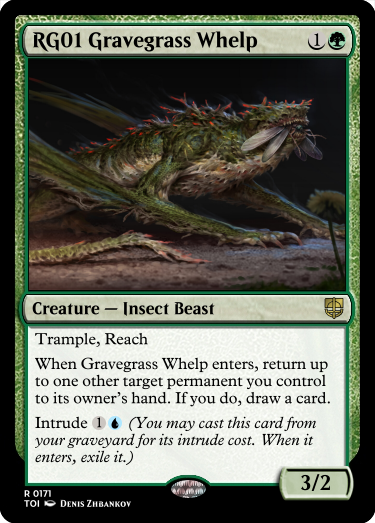 RG01 Gravegrass Whelp 1
Creature — Insect Beast
Trample, Reach
When Gravegrass Whelp enters, return up
to one other target permanent you control
to its owner's hand. If you do, draw a card.
Intrude 1 (You may cast this card from
your graveyard for its intrude cost. When it
enters, exile it.)
3/2
R 0171
TOI Denis Zhbankov